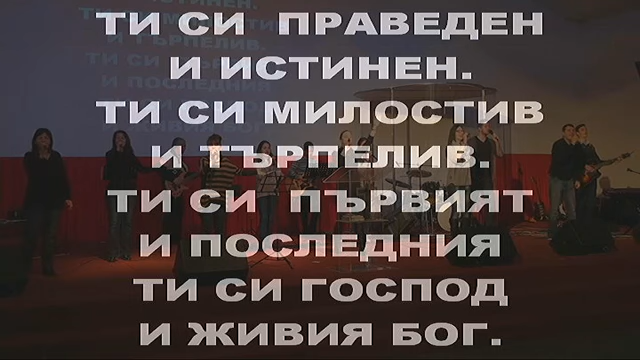 ТИ СИ ПРАВЕДЕН
И ИСТИНЕН.
ТИ СИ МИЛОСТИВ
И ТЪРПЕЛИВ.
ТИ СИ ПЪРВИЯТ
И ПОСЛЕДНИЯ
ТИ СИ ГОСПОД
И ЖИВИЯ БОГ.